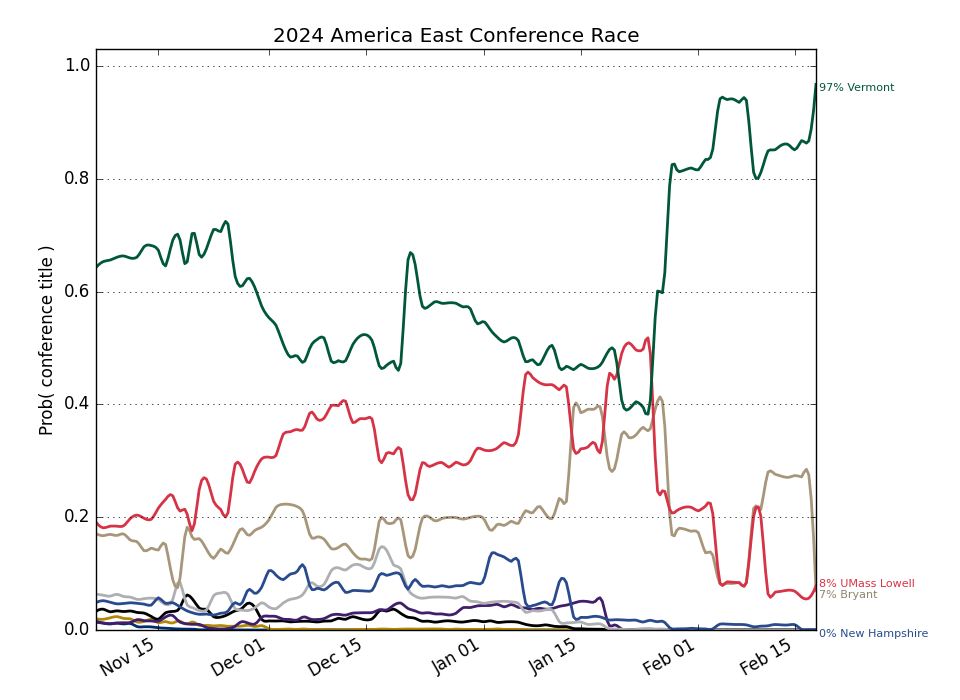 2024 America East Conference Race
Prob( conference title )
1.0
0.8
0.6
0.4
0.2
0.0
Nov 15
Dec 01
Dec 15
Jan 01
Jan 15
Feb 01
Feb 15
97% Vermont
8% UMass Lowell
7% Bryant
0% New Hampshire